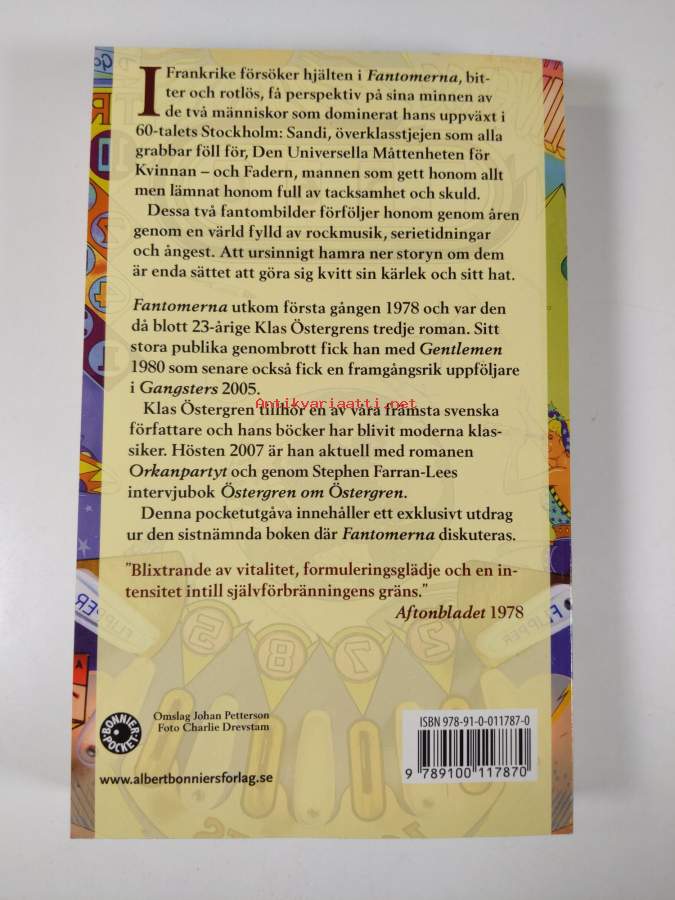 I Frankrike försöker hjälten i Fantomerna, bit-
ter och rotlös, få perspektiv på sina minnen av
de två människor som dominerat hans uppväxt i
60-talets Stockholm: Sandi, överklasstjejen som alla
grabbar föll för, Den Universella Måttenheten för
Kvinnan – och Fadern, mannen som gett honom allt
men lämnat honom full av tacksamhet och skuld.
Dessa två fantombilder förföljer honom genom åren
genom en värld fylld av rockmusik, serietidningar
och ångest. Att ursinnigt hamra ner storyn om dem
är enda sättet att göra sig kvitt sin kärlek och sitt hat.
Fantomerna utkom första gången 1978 och var den
då blott 23-årige Klas Östergrens tredje roman. Sitt
stora publika genombrott fick han med Gentlemen
1980 som senare också fick en framgångsrik uppföljare
i Gangsters 2005.
Antikvariaatti.net
Klas Östergren tillhör en av våra främsta svenska
författare och hans böcker har blivit moderna klas-
siker. Hösten 2007 är han aktuell med romanen
Orkanpartyt och genom Stephen Farran-Lees
intervjubok Östergren om Östergren.
Denna pocketutgåva innehåller ett exklusivt utdrag
ur den sistnämnda boken där Fantomerna diskuteras.
"Blixtrande av vitalitet, formuleringsglädje och en in-
tensitet intill självförbränningens gräns."
Aftonbladet 1978
FLIPPER
FLIPPER
5 8 7 2
BONNIER POCKET
Omslag Johan Petterson
Foto Charlie Drevstam
www.albertbonniersforlag.se
ISBN 978-91-0-011787-0
9 789100 117870